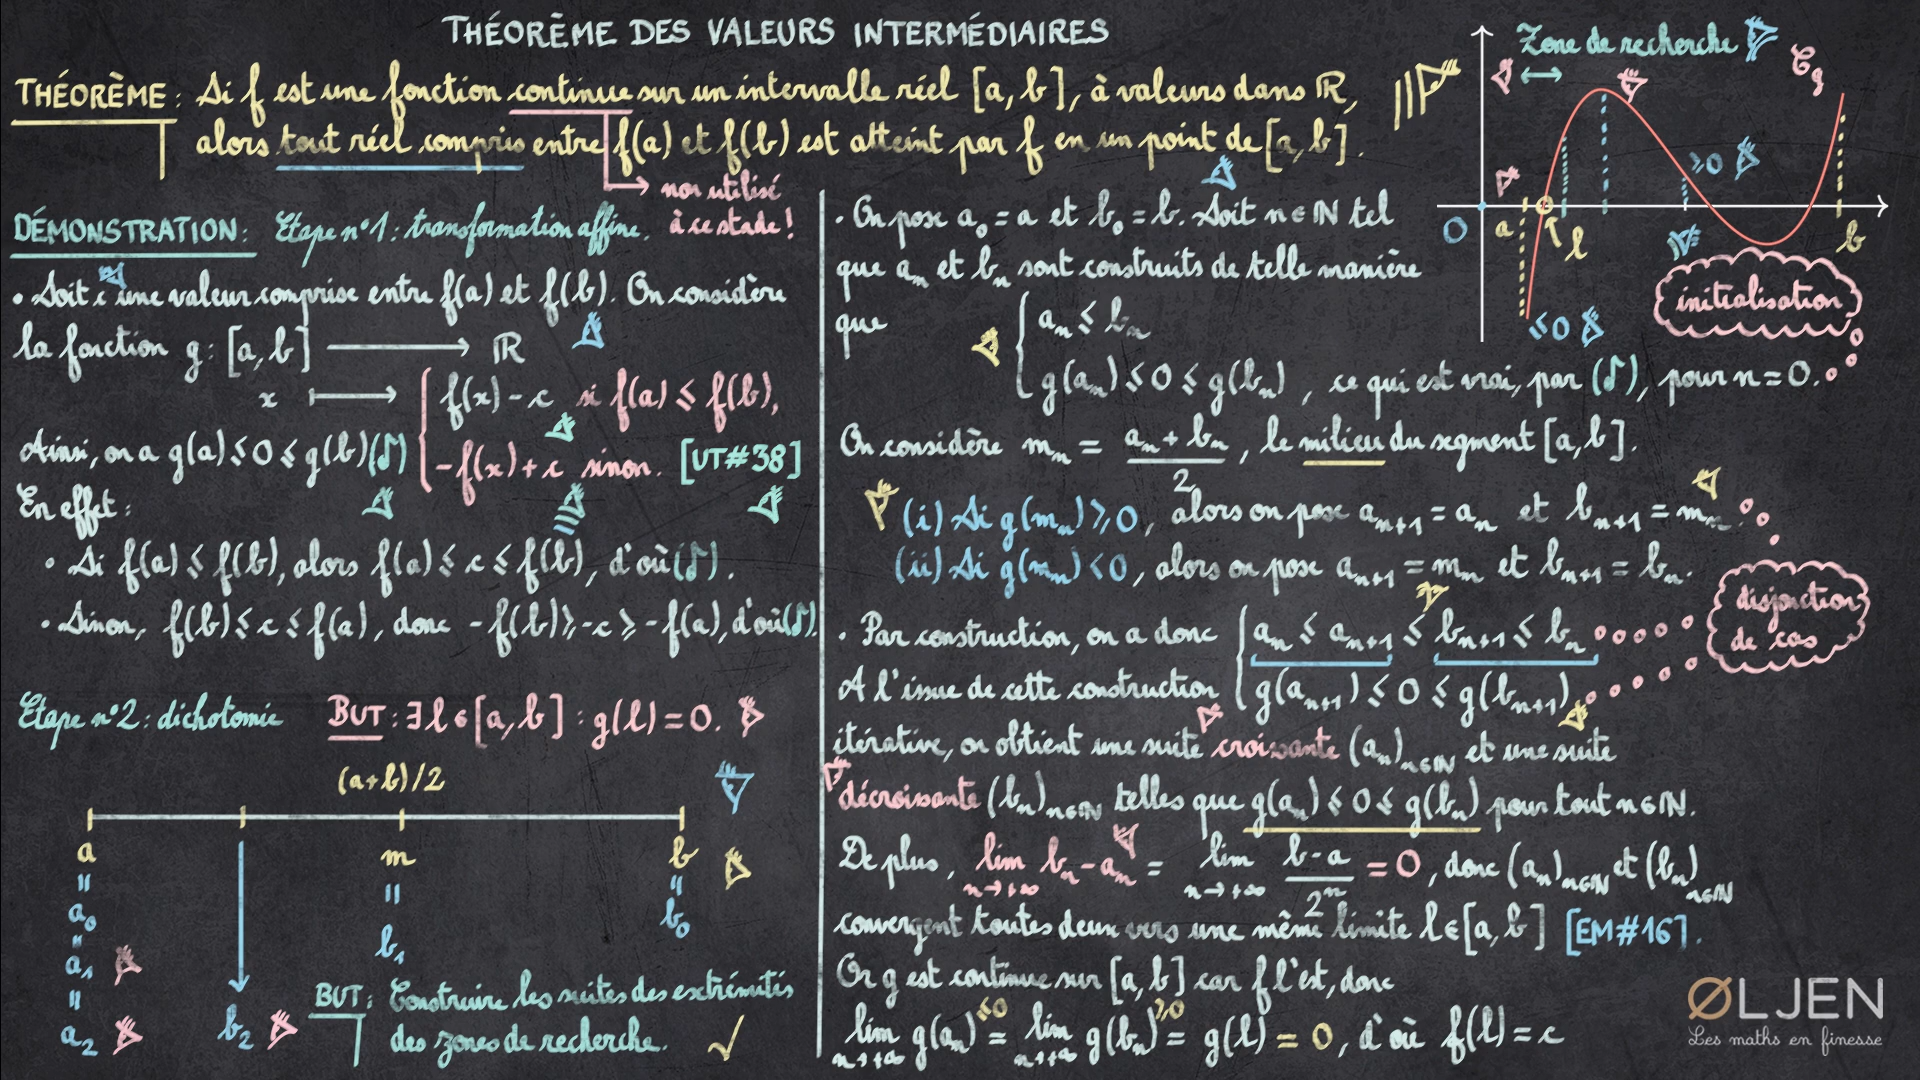 THÉORÈME DES VALEURS INTERMÉDIAIRES
THÉORÈME : Si f est une fonction continue sur un intervalle réel [a, b], à valeurs dans ℝ,
alors tout réel compris entre f(a) et f(b) est atteint par f en un point de [a, b].
non utilisé
à ce stade !
DÉMONSTRATION : Etape n°1 : transformation affine.
• Soit c une valeur comprise entre f(a) et f(b). On considère
la fonction g : [a, b] ⟶ ℝ
x ⟼ { f(x) - c si f(a) ≤ f(b),
-f(x) + c sinon. [UT#38]
Ainsi, on a g(a) ≤ 0 ≤ g(b) (♪)
En effet :
• Si f(a) ≤ f(b), alors f(a) ≤ c ≤ f(b), d'où (♪).
• Sinon, f(b) ≤ c ≤ f(a), donc -f(b) ≥ -c ≥ -f(a), d'où (♪).
Etape n°2 : dichotomie BUT : ∃ l ∈ [a, b] : g(l) = 0.
(a+b)/2
a m b
= = =
a₀ b₁ b₀
=
a₁
=
a₂ b₂
BUT : Construire les suites des extrémités
des zones de recherche.
• On pose a₀ = a et b₀ = b. Soit n ∈ ℕ tel
que aₙ et bₙ sont construits de telle manière
que { aₙ ≤ bₙ
g(aₙ) ≤ 0 ≤ g(bₙ), ce qui est vrai, par (♪), pour n = 0.
initialisation
On considère mₙ = (aₙ + bₙ)/2, le milieu du segment [a, b].
(i) Si g(mₙ) ≥ 0, alors on pose aₙ₊₁ = aₙ et bₙ₊₁ = mₙ.
(ii) Si g(mₙ) < 0, alors on pose aₙ₊₁ = mₙ et bₙ₊₁ = bₙ.
disjonction
de cas
• Par construction, on a donc { aₙ ≤ aₙ₊₁ ≤ bₙ₊₁ ≤ bₙ
g(aₙ₊₁) ≤ 0 ≤ g(bₙ₊₁)
A l'issue de cette construction
itérative, on obtient une suite croissante (aₙ)ₙ∈ℕ et une suite
décroissante (bₙ)ₙ∈ℕ telles que g(aₙ) ≤ 0 ≤ g(bₙ) pour tout n ∈ ℕ.
De plus, lim n→+∞ bₙ - aₙ = lim n→+∞ (b-a)/2ⁿ = 0, donc (aₙ)ₙ∈ℕ et (bₙ)ₙ∈ℕ
convergent toutes deux vers une même limite l ∈ [a, b] [EM#16].
Or g est continue sur [a, b] car f l'est, donc
lim n→+∞ g(aₙ) ≤0 = lim n→+∞ g(bₙ) ≥0 = g(l) = 0, d'où f(l) = c
Zone de recherche
C_g
≥0
O a l b
≤0
ØLJEN
Les maths en finesse